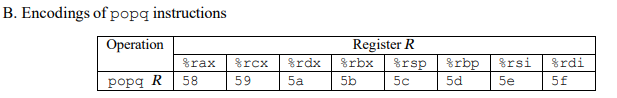 B. Encodings of popq instructions
Operation Register R
%rax %rcx %rdx %rbx %rsp %rbp %rsi %rdi
popq R 58 59 5a 5b 5c 5d 5e 5f